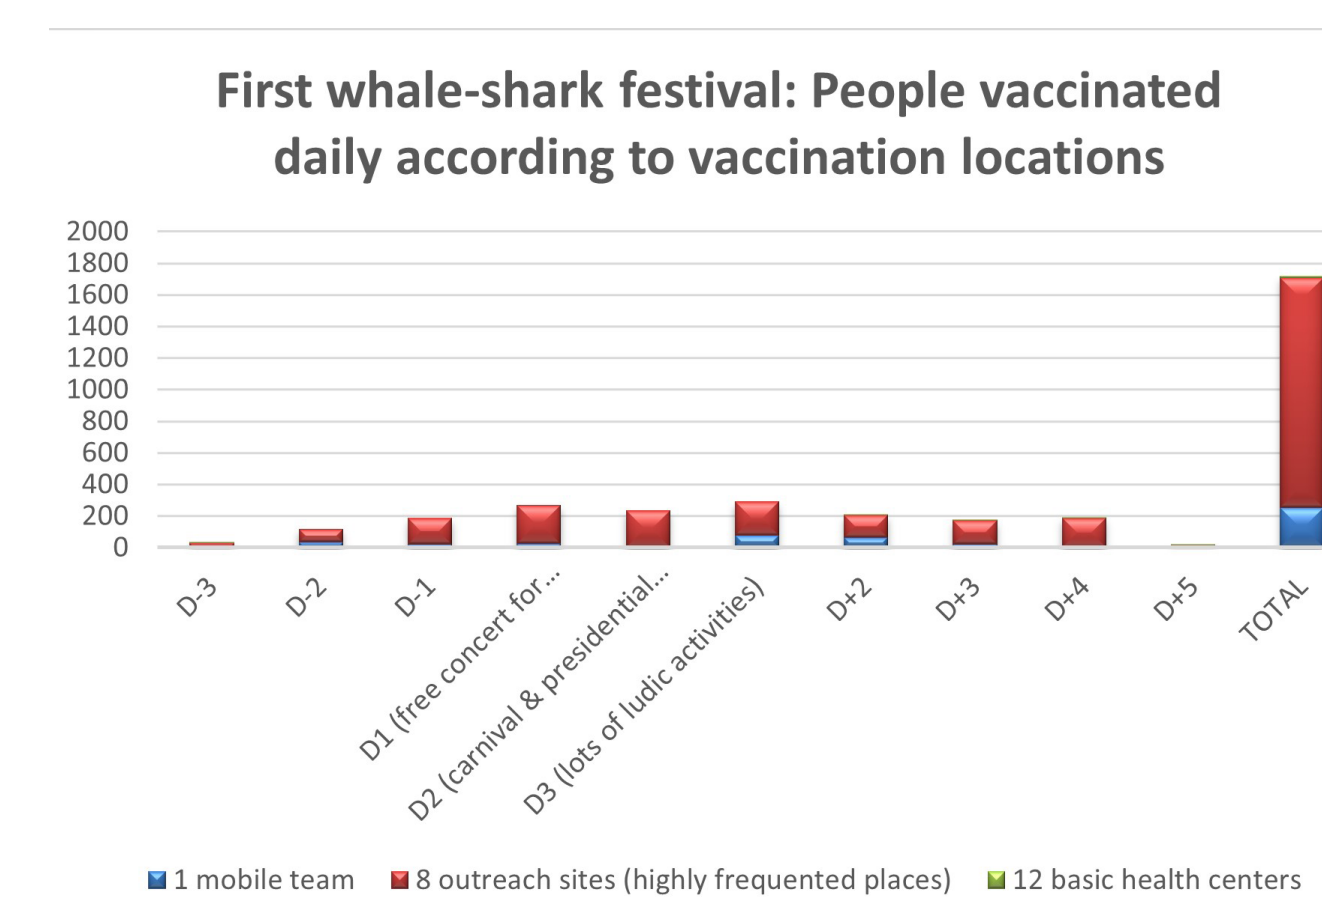 First whale-shark festival: People vaccinated
daily according to vaccination locations
2000
1800
1600
1400
1200
1000
800
600
400
200
0
D-3
D-2
D-1
D1 (free concert for…
D2 (carnival & presidential…
D3 (lots of ludic activities)
D+2
D+3
D+4
D+5
TOTAL
1 mobile team
8 outreach sites (highly frequented places)
12 basic health centers